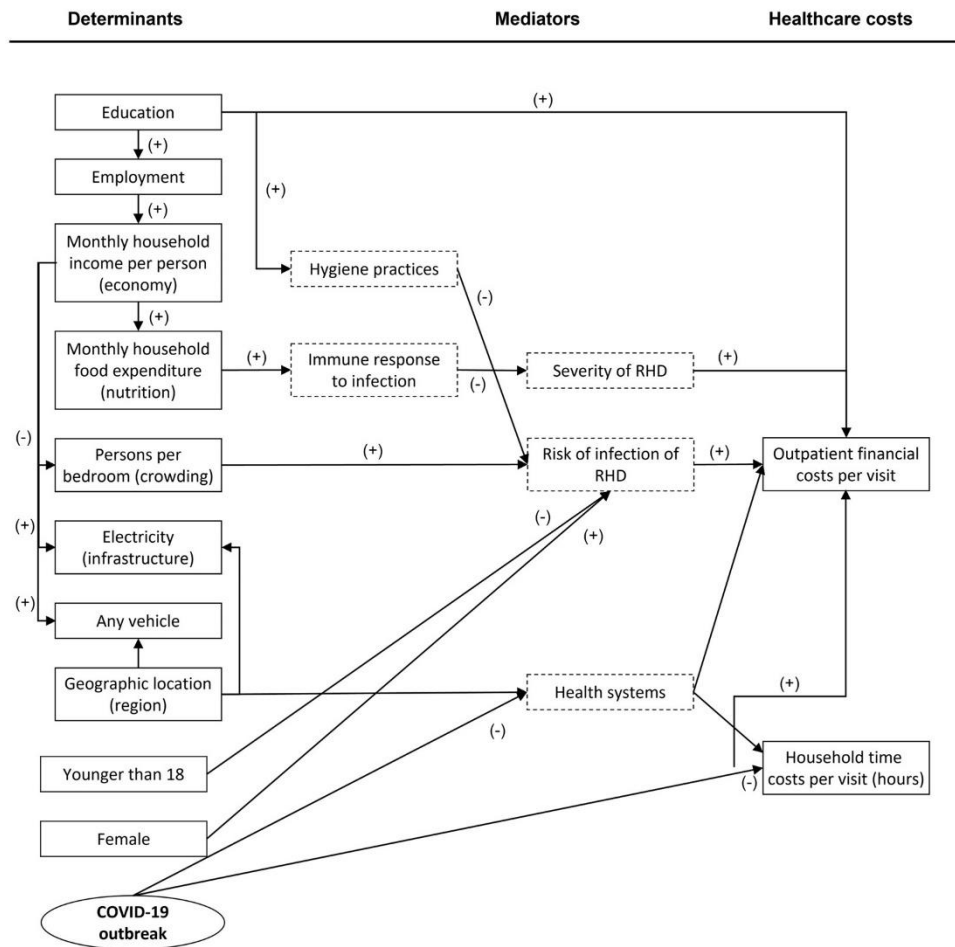 Determinants
Mediators
Healthcare costs
Education
(+)
(+)
Employment
(+)
(+)
Monthly household
income per person
(economy)
Hygiene practices
(-)
(+)
Monthly household
food expenditure
(nutrition)
(+)
Immune response
to infection
(-)
Severity of RHD
(+)
(-)
Persons per
bedroom (crowding)
(+)
Risk of infection of
RHD
(+)
Outpatient financial
costs per visit
(+)
Electricity
(infrastructure)
(-)
(+)
(+)
Any vehicle
Geographic location
(region)
Health systems
(+)
(-)
Younger than 18
Household time
costs per visit (hours)
(-)
Female
COVID-19
outbreak